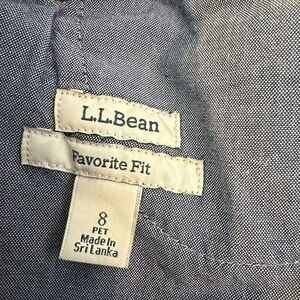 L.L.Bean
Favorite Fit
8
PET
Made In
Sri Lanka